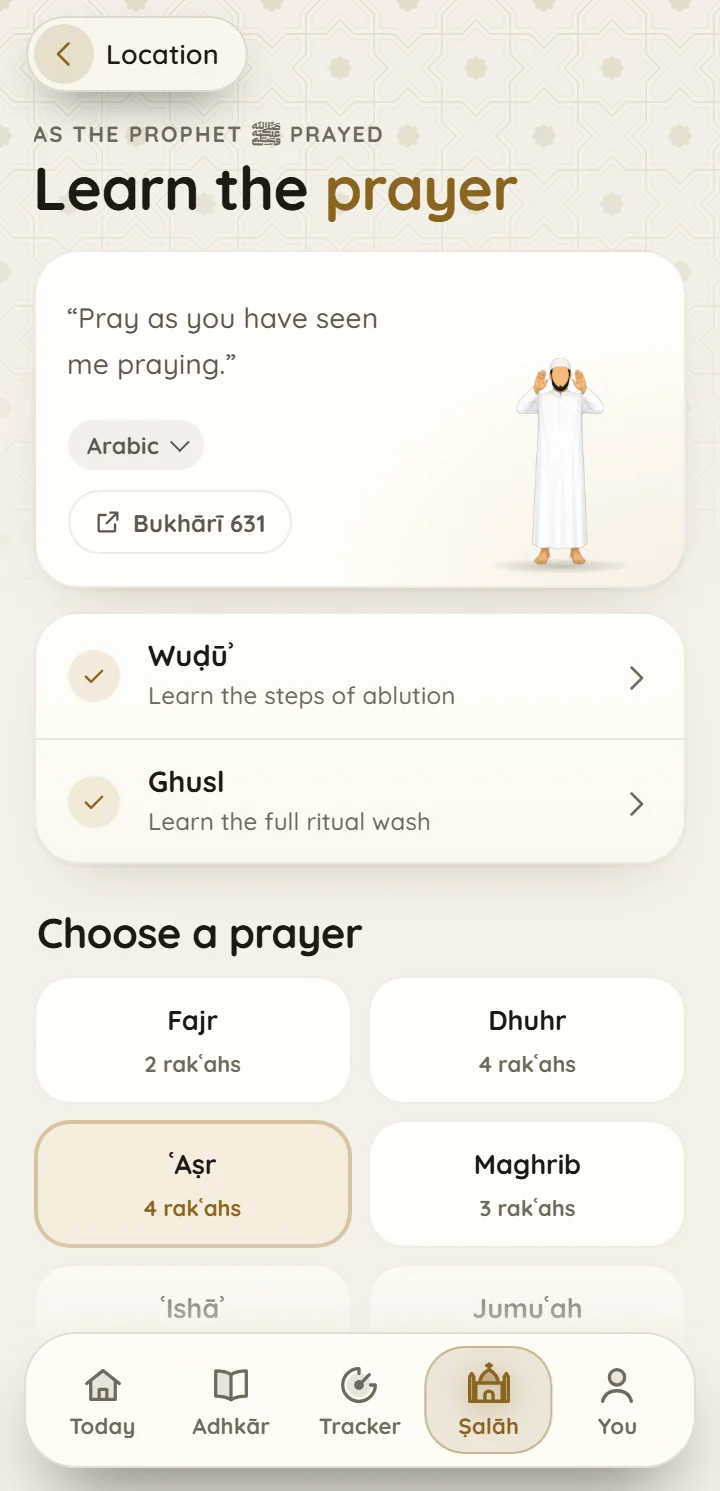 Location
AS THE PROPHET ﷺ PRAYED
Learn the prayer
“Pray as you have seen
me praying.”
Arabic
Bukhārī 631
Wuḍūʾ
Learn the steps of ablution
Ghusl
Learn the full ritual wash
Choose a prayer
Fajr
2 rakʿahs
Dhuhr
4 rakʿahs
ʿAṣr
4 rakʿahs
Maghrib
3 rakʿahs
ʿIshāʾ
Jumuʿah
Today
Adhkār
Tracker
Ṣalāh
You